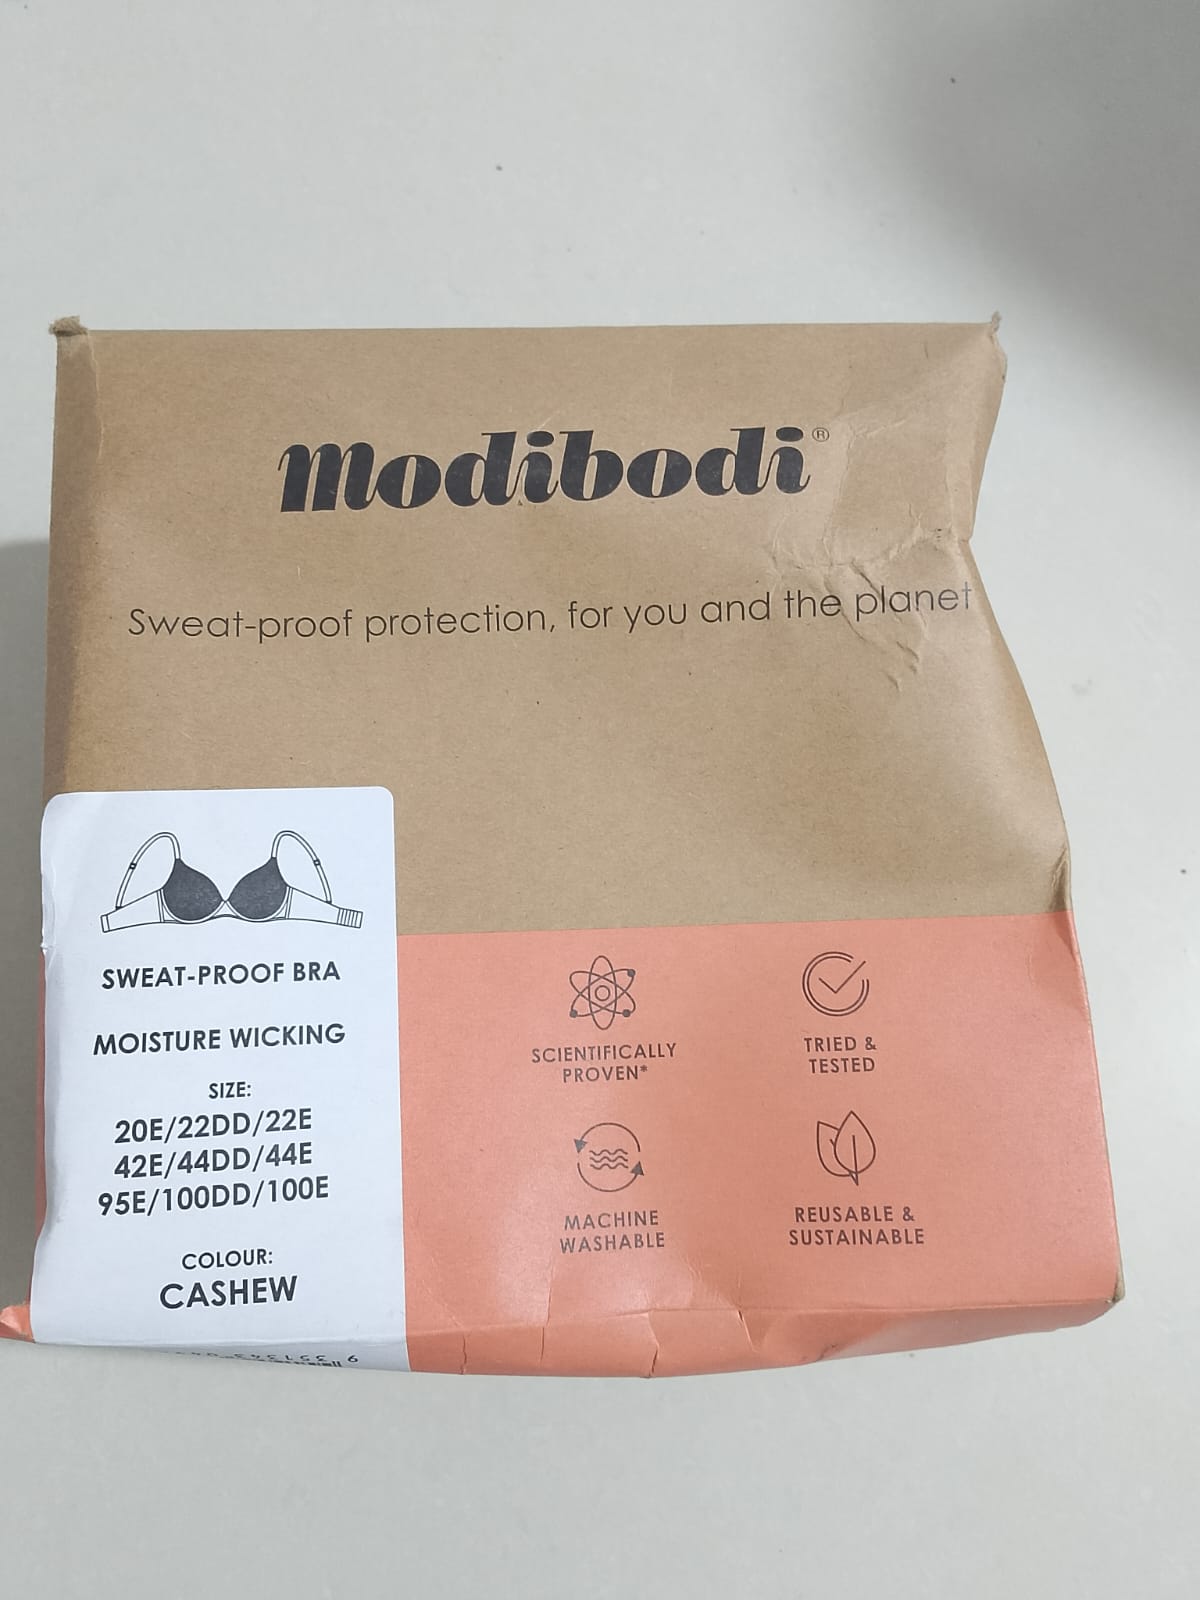 Modibodi®
Sweat-proof protection, for you and the planet
SWEAT-PROOF BRA
MOISTURE WICKING
SIZE:
20E/22DD/22E
42E/44DD/44E
95E/100DD/100E
COLOUR:
CASHEW
SCIENTIFICALLY
PROVEN*
TRIED &
TESTED
MACHINE
WASHABLE
REUSABLE &
SUSTAINABLE